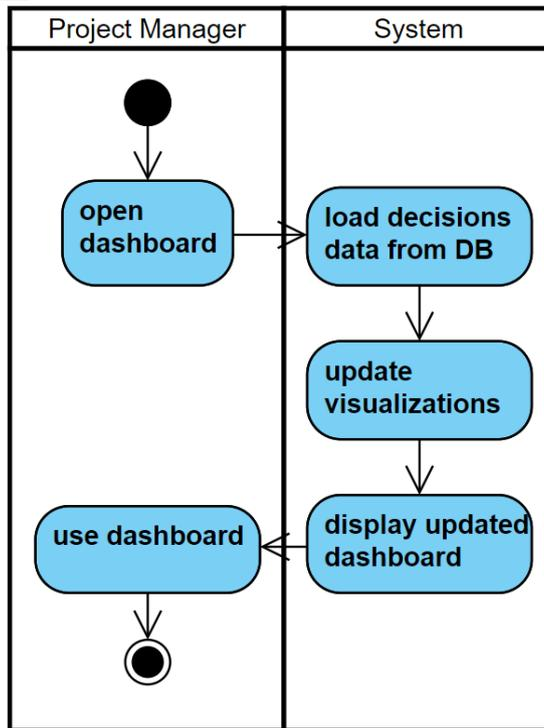 Project Manager
System
open
dashboard
load decisions
data from DB
update
visualizations
use dashboard
display updated
dashboard